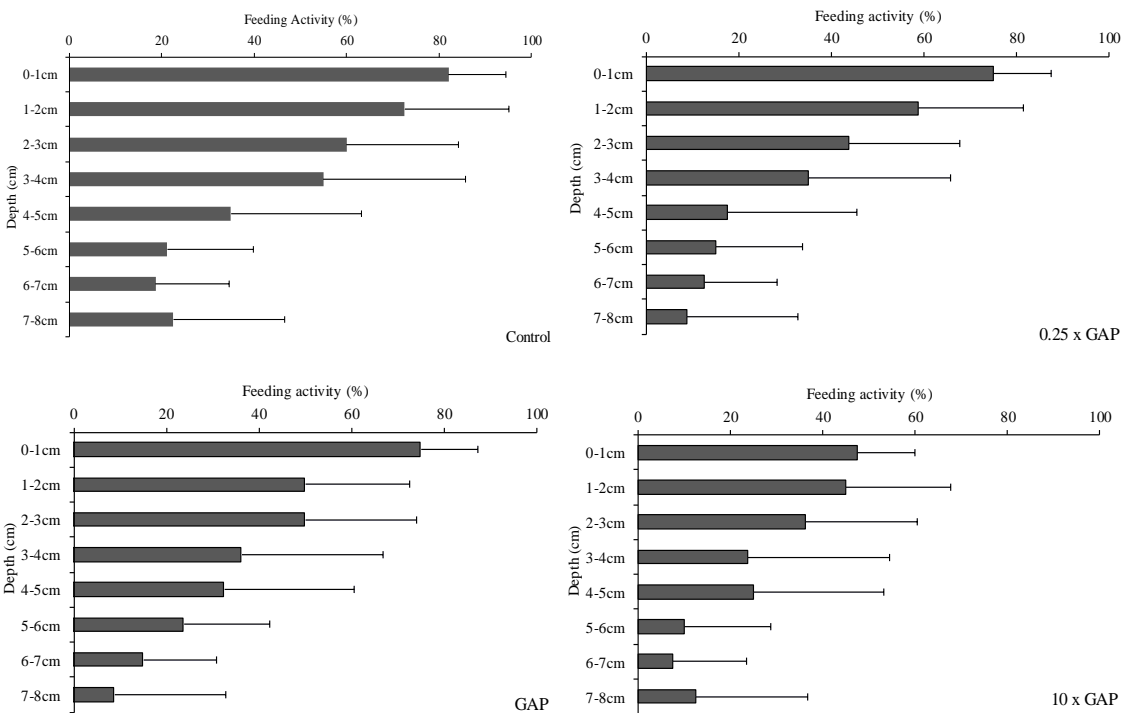 Feeding Activity (%)
0 20 40 60 80 100
0-1cm
1-2cm
2-3cm
3-4cm
4-5cm
5-6cm
6-7cm
7-8cm
Depth (cm)
Control
Feeding activity (%)
0 20 40 60 80 100
0-1cm
1-2cm
2-3cm
3-4cm
4-5cm
5-6cm
6-7cm
7-8cm
Depth (cm)
0.25 x GAP
Feeding activity (%)
0 20 40 60 80 100
0-1cm
1-2cm
2-3cm
3-4cm
4-5cm
5-6cm
6-7cm
7-8cm
Depth (cm)
GAP
Feeding activity (%)
0 20 40 60 80 100
0-1cm
1-2cm
2-3cm
3-4cm
4-5cm
5-6cm
6-7cm
7-8cm
Depth (cm)
10 x GAP